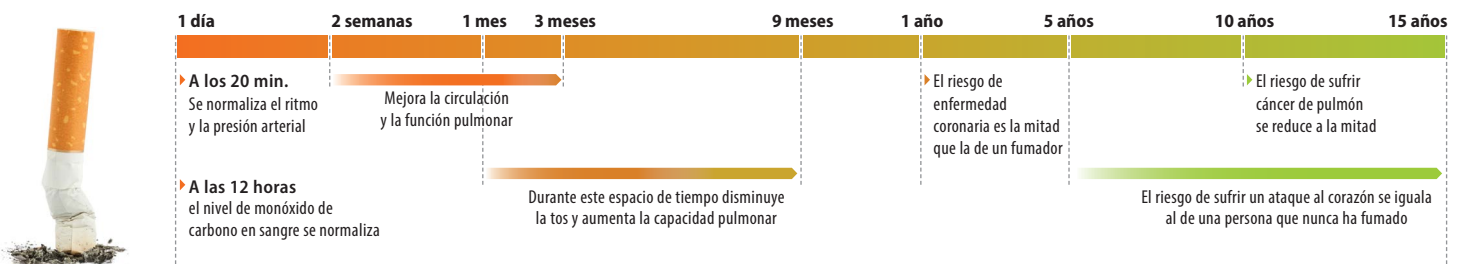 1 día 2 semanas 1 mes 3 meses 9 meses 1 año 5 años 10 años 15 años
A los 20 min.
Se normaliza el ritmo
y la presión arterial
A las 12 horas
el nivel de monóxido de
carbono en sangre se normaliza
Mejora la circulación
y la función pulmonar
Durante este espacio de tiempo disminuye
la tos y aumenta la capacidad pulmonar
El riesgo de
enfermedad
coronaria es la mitad
que la de un fumador
El riesgo de sufrir
cáncer de pulmón
se reduce a la mitad
El riesgo de sufrir un ataque al corazón se iguala
al de una persona que nunca ha fumado